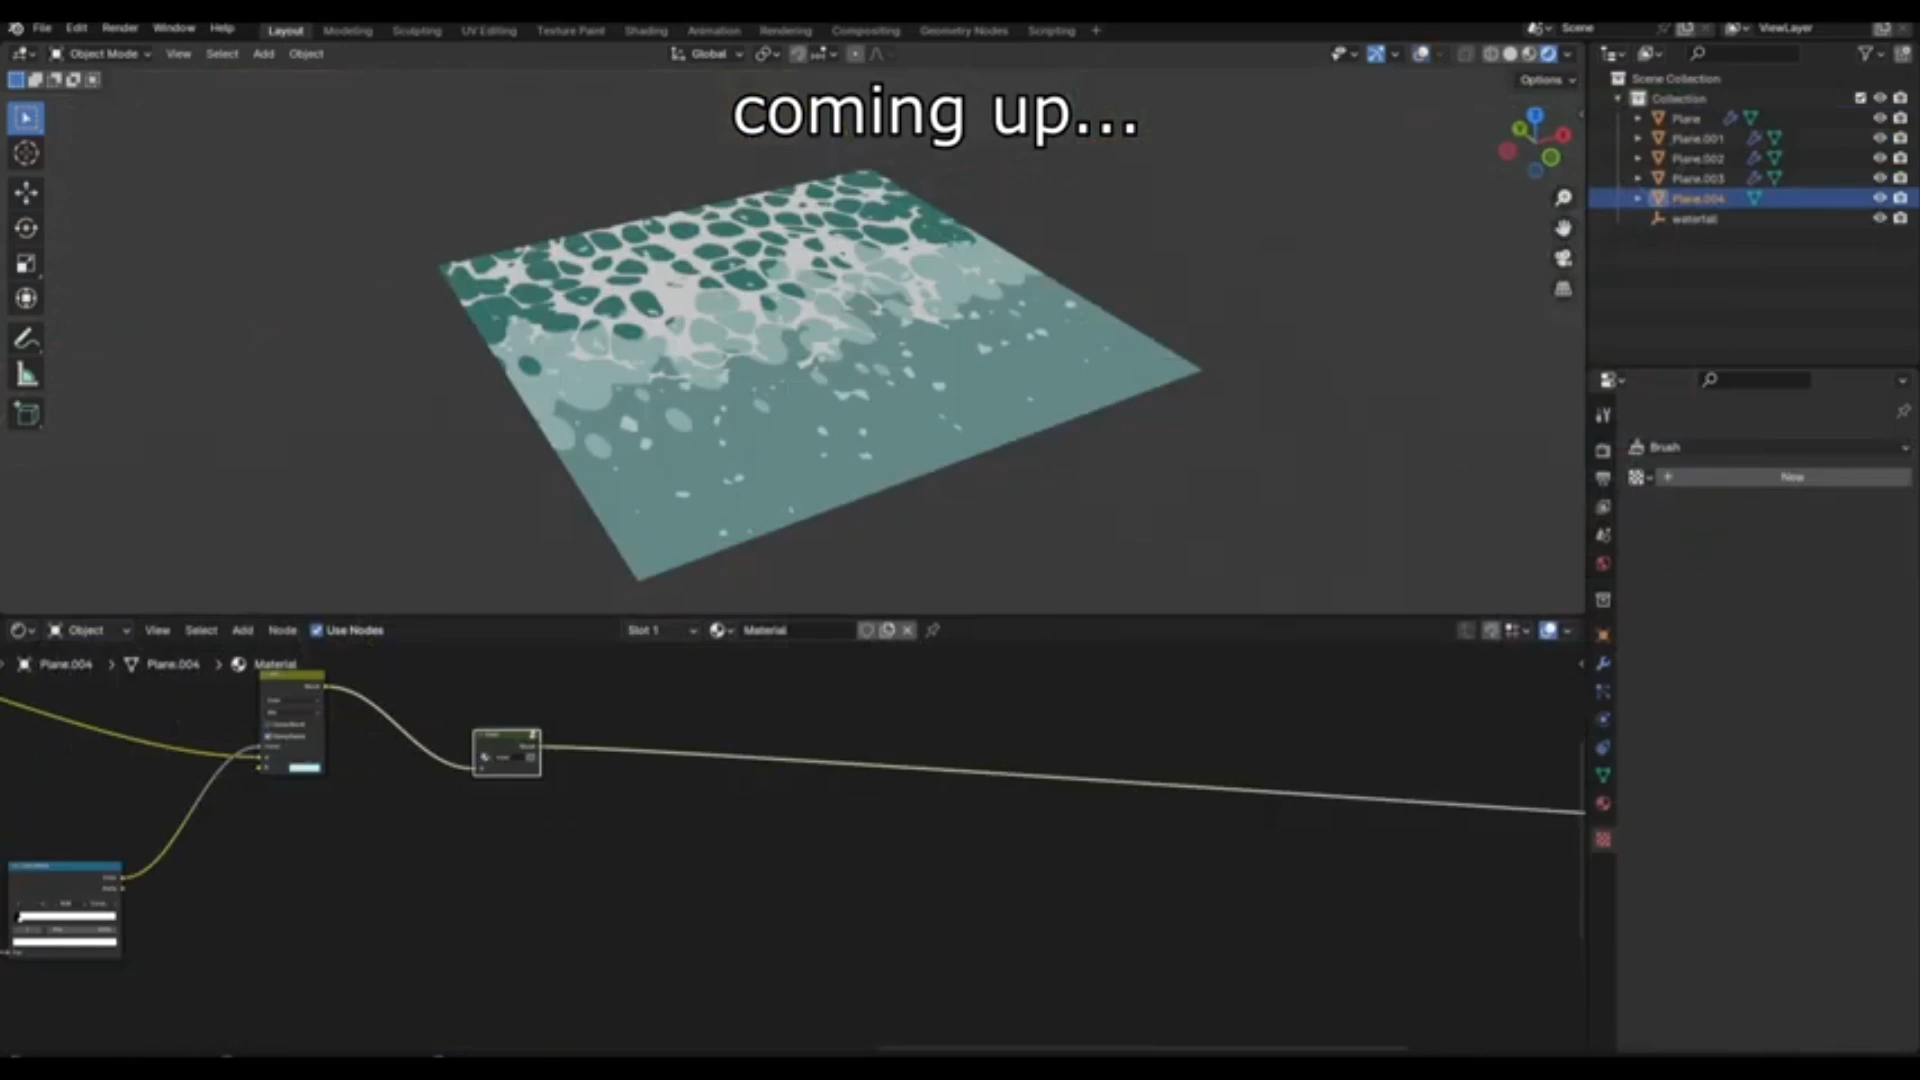 File Edit Render Window Help Layout Modeling Sculpting UV Editing Texture Paint Shading Animation Rendering Compositing Geometry Nodes Scripting + Scene ViewLayer
Object Mode View Select Add Object Global
Options
coming up...
Scene Collection
Collection
Plane
Plane.001
Plane.002
Plane.003
Plane.004
waterfall
Brush
+ New
Object View Select Add Node Use Nodes Slot 1 Material
Plane.004 > Plane.004 > Material